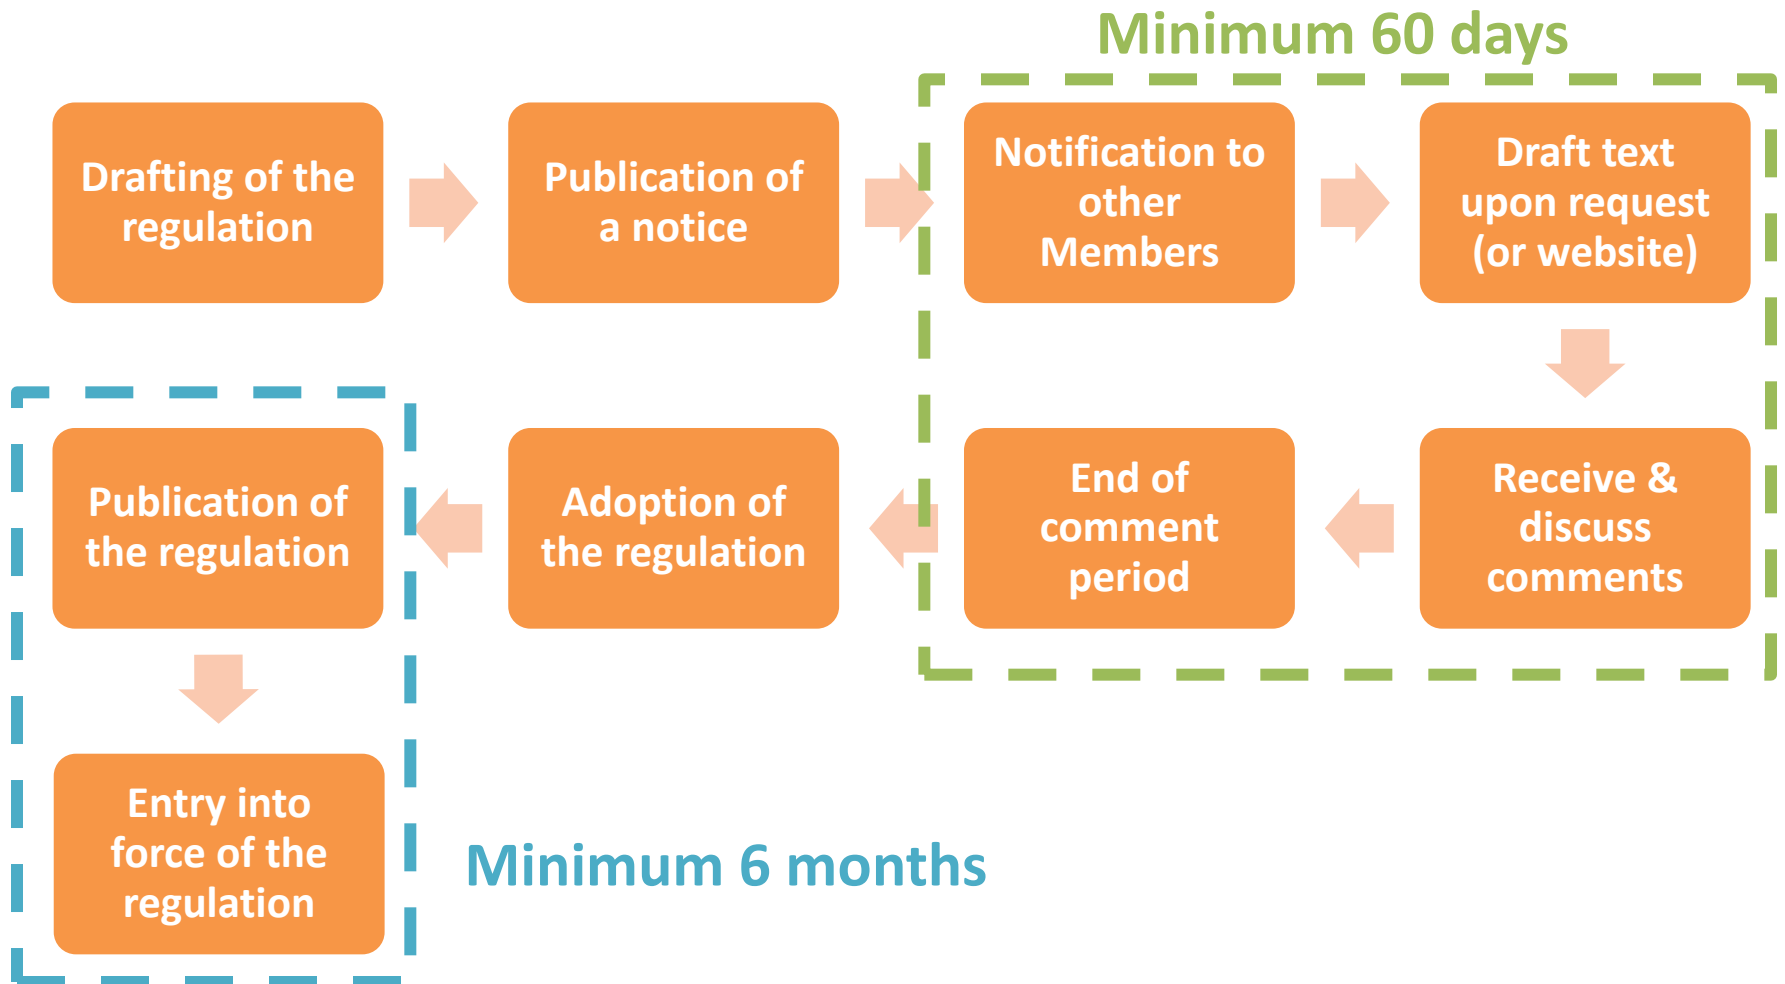 Minimum 60 days
Drafting of the
regulation
Publication of
a notice
Notification to
other
Members
Draft text
upon request
(or website)
Receive &
discuss
comments
End of
comment
period
Adoption of
the regulation
Publication of
the regulation
Entry into
force of the
regulation
Minimum 6 months